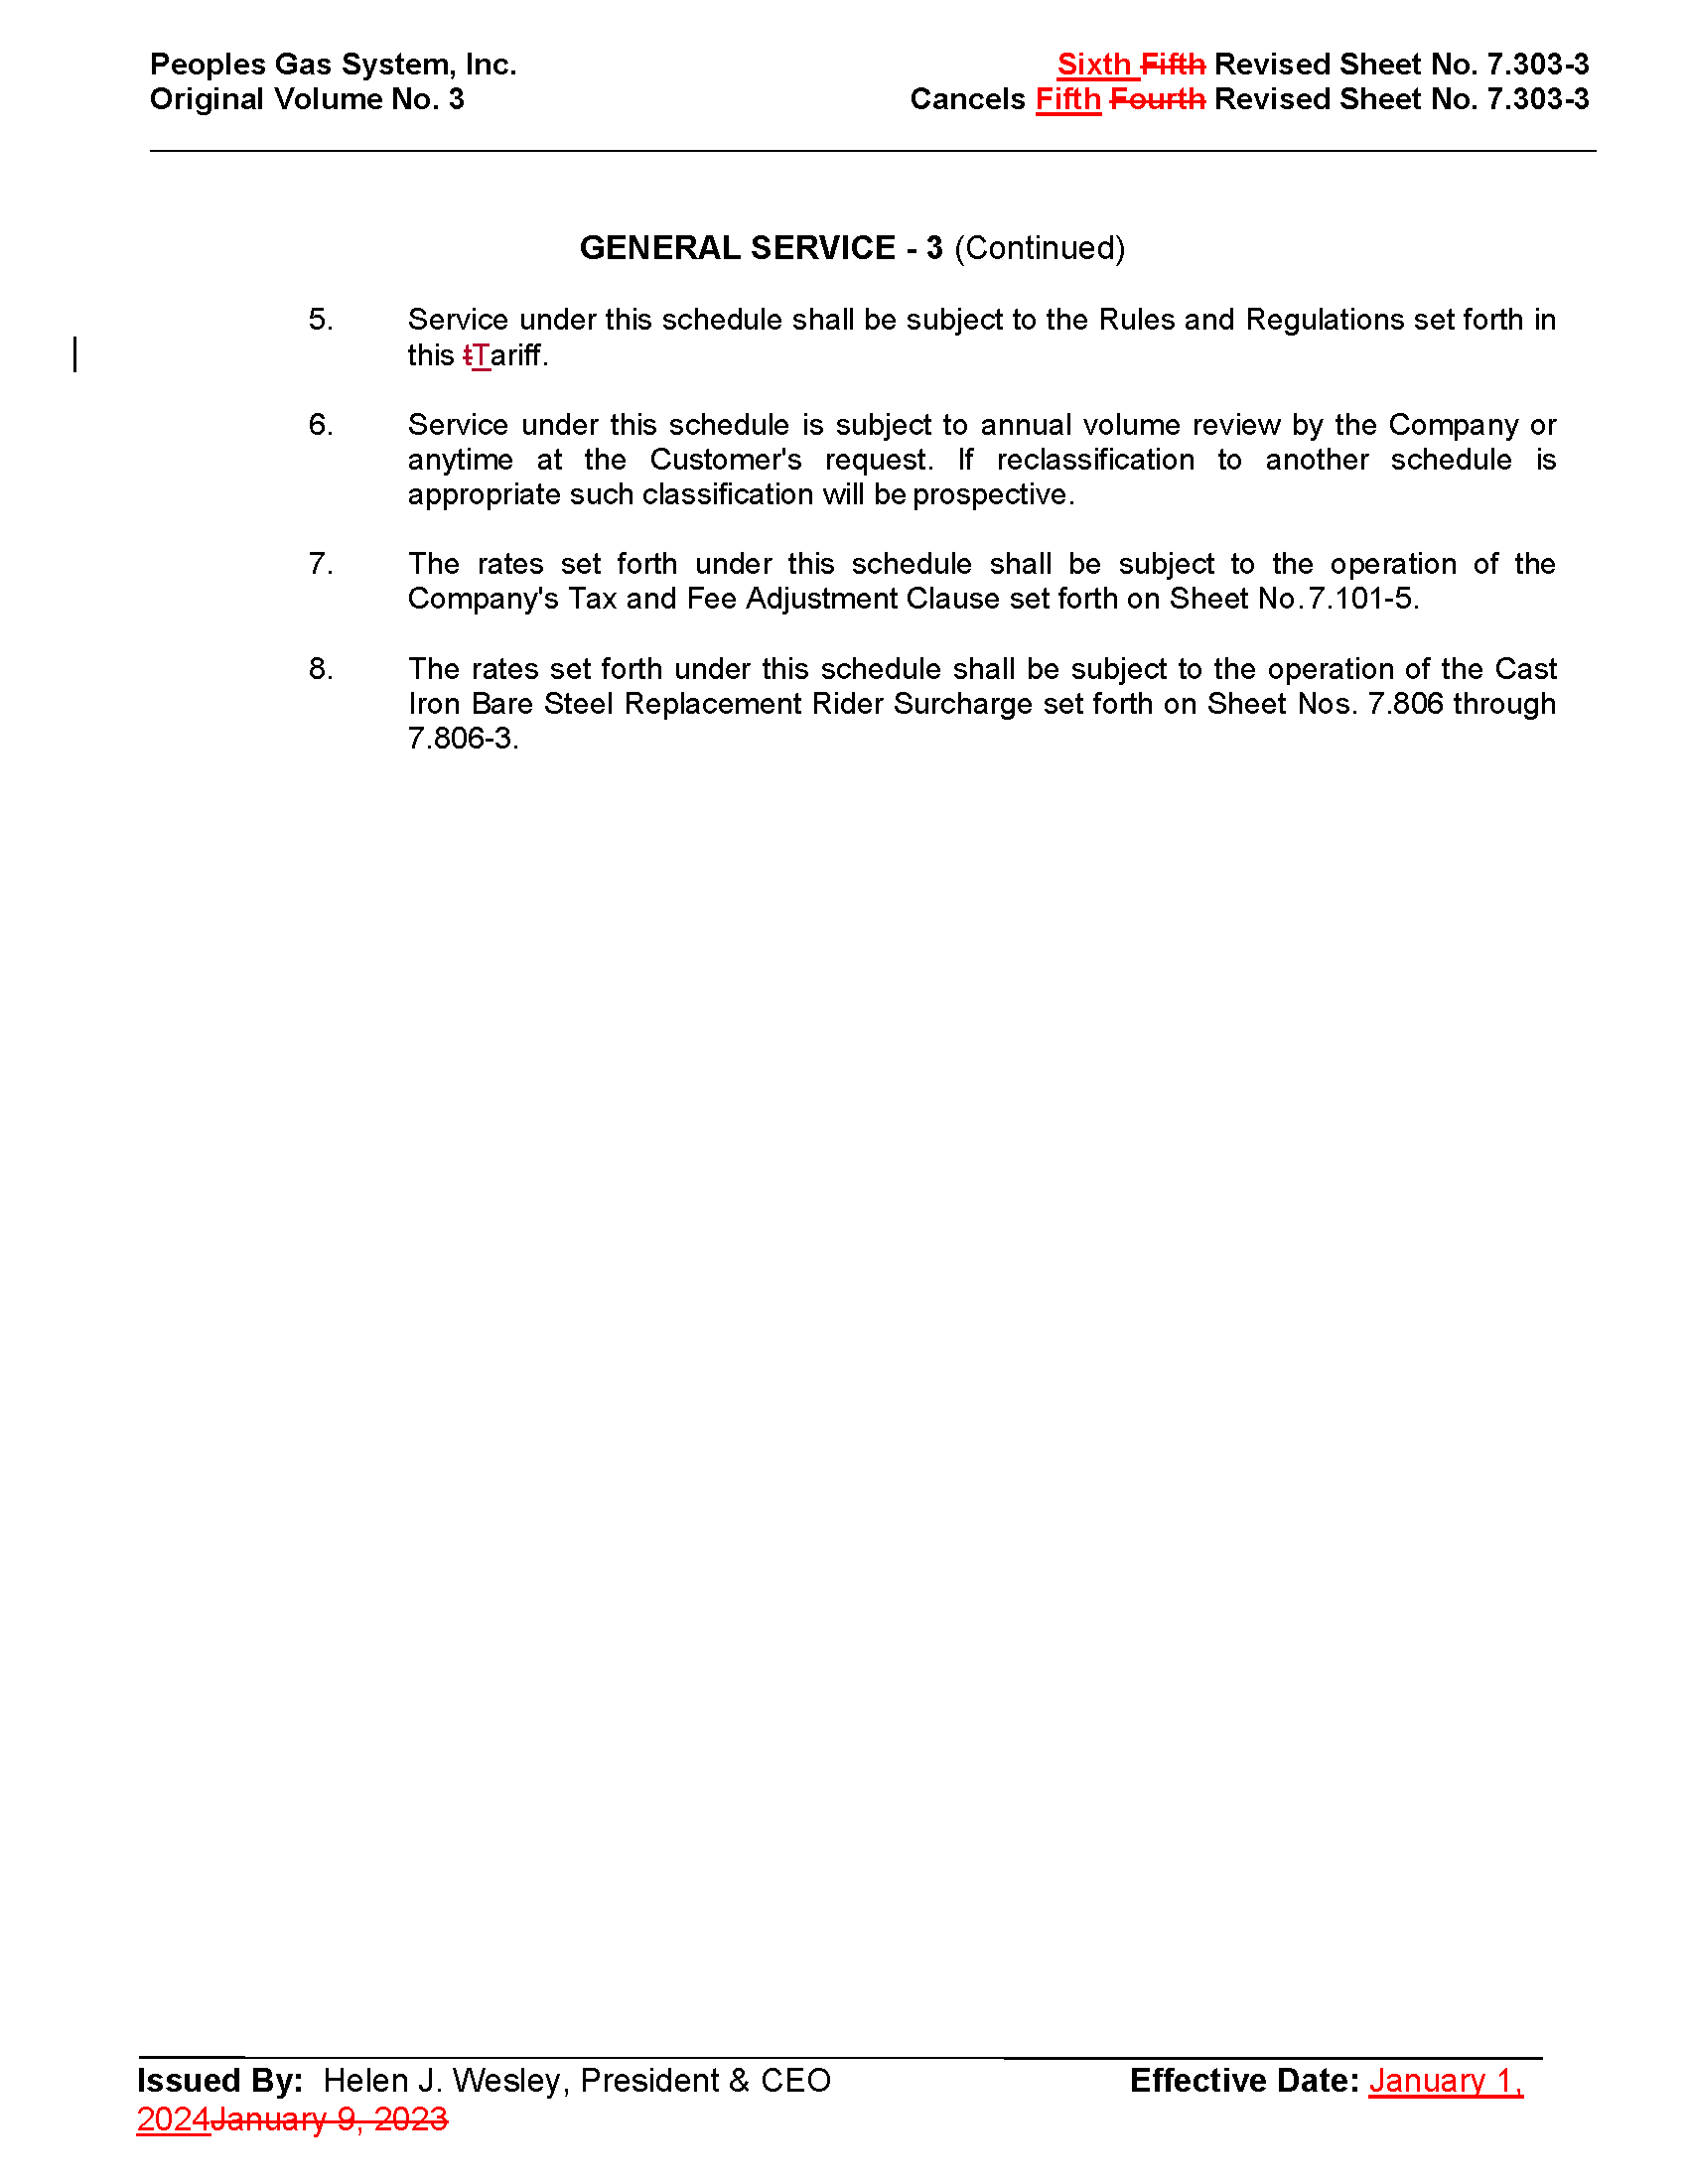 Peoples Gas System, Inc.
Original Volume No. 3
Sixth Fifth Revised Sheet No. 7.303-3
Cancels Fifth Fourth Revised Sheet No. 7.303-3
GENERAL SERVICE - 3 (Continued)
5. Service under this schedule shall be subject to the Rules and Regulations set forth in
this tTariff.
6. Service under this schedule is subject to annual volume review by the Company or
anytime at the Customer's request. If reclassification to another schedule is
appropriate such classification will be prospective.
7. The rates set forth under this schedule shall be subject to the operation of the
Company's Tax and Fee Adjustment Clause set forth on Sheet No. 7.101-5.
8. The rates set forth under this schedule shall be subject to the operation of the Cast
Iron Bare Steel Replacement Rider Surcharge set forth on Sheet Nos. 7.806 through
7.806-3.
Issued By: Helen J. Wesley, President & CEO Effective Date: January 1,
2024January 9, 2023